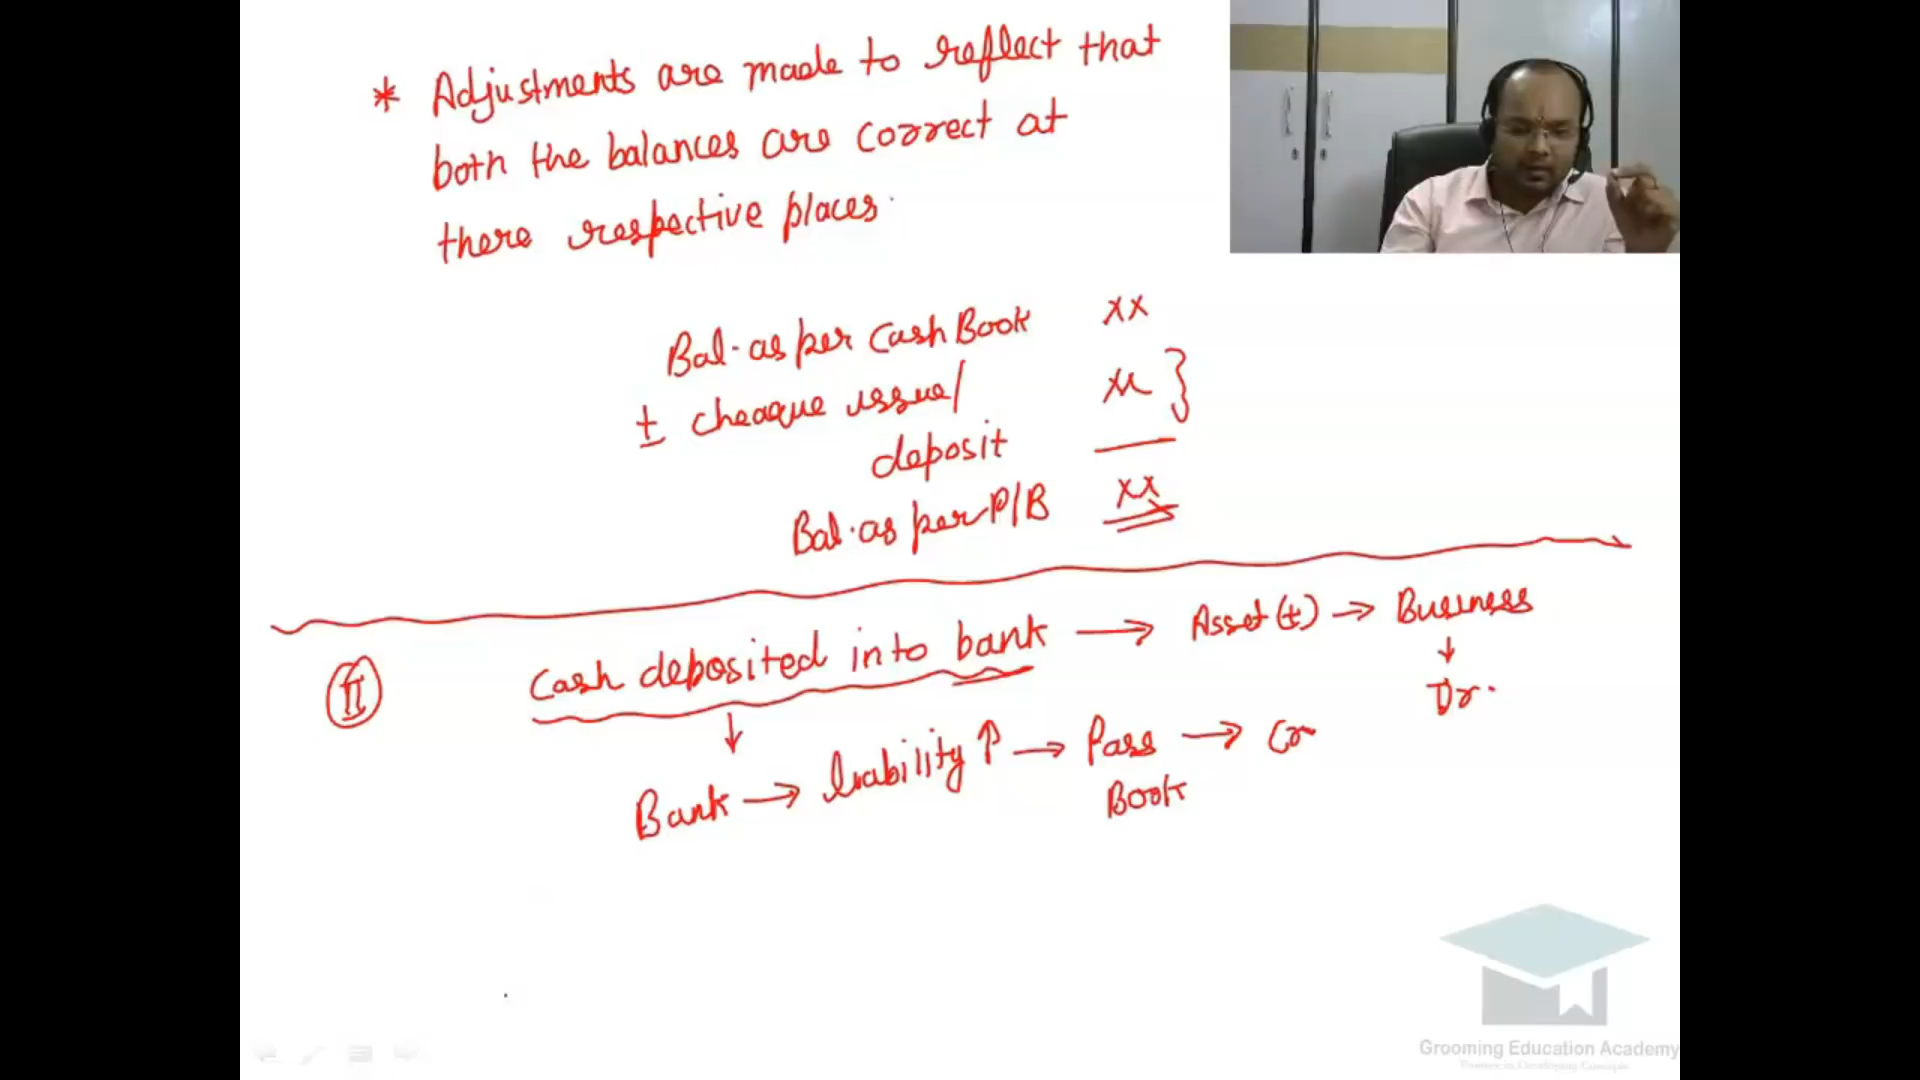 * Adjustments are made to reflect that
both the balances are correct at
there respective places.
Bal. as per Cash Book xx
± cheaque issue/ xx }
deposit
Bal. as per P/B xx
II Cash deposited into bank → Asset (±) → Business
↓
Dr.
↓
Bank → liability ↑ → Pass → Cr
Book
Grooming Education Academy